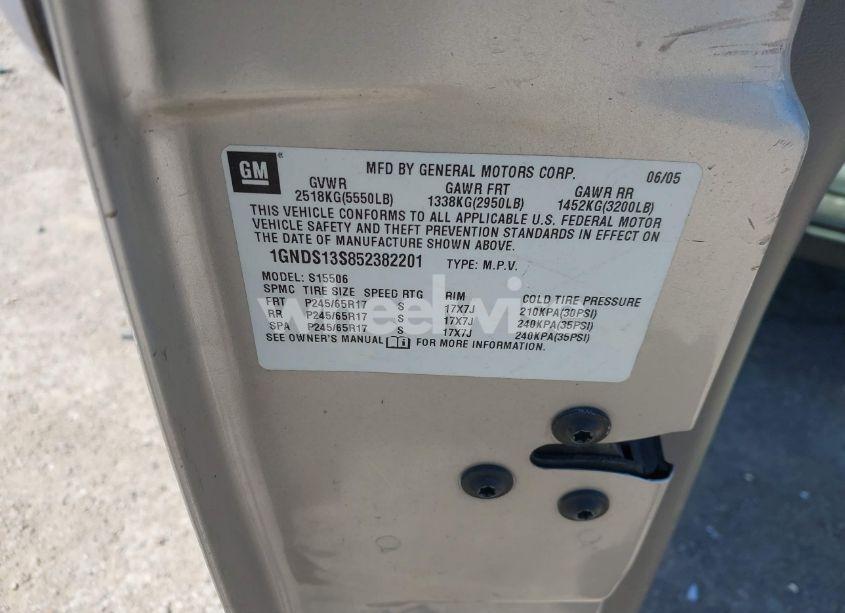 GM ® MFD BY GENERAL MOTORS CORP. 06/05
GVWR GAWR FRT GAWR RR
2518KG(5550LB) 1338KG(2950LB) 1452KG(3200LB)
THIS VEHICLE CONFORMS TO ALL APPLICABLE U.S. FEDERAL MOTOR
VEHICLE SAFETY AND THEFT PREVENTION STANDARDS IN EFFECT ON
THE DATE OF MANUFACTURE SHOWN ABOVE.
1GNDS13S852382201 TYPE: M.P.V.
MODEL: S15506
SPMC TIRE SIZE SPEED RTG RIM COLD TIRE PRESSURE
FRT P245/65R17 S 17X7J 210KPA(30PSI)
RR P245/65R17 S 17X7J 240KPA(35PSI)
SPA P245/65R17 S 17X7J 240KPA(35PSI)
SEE OWNER'S MANUAL FOR MORE INFORMATION.